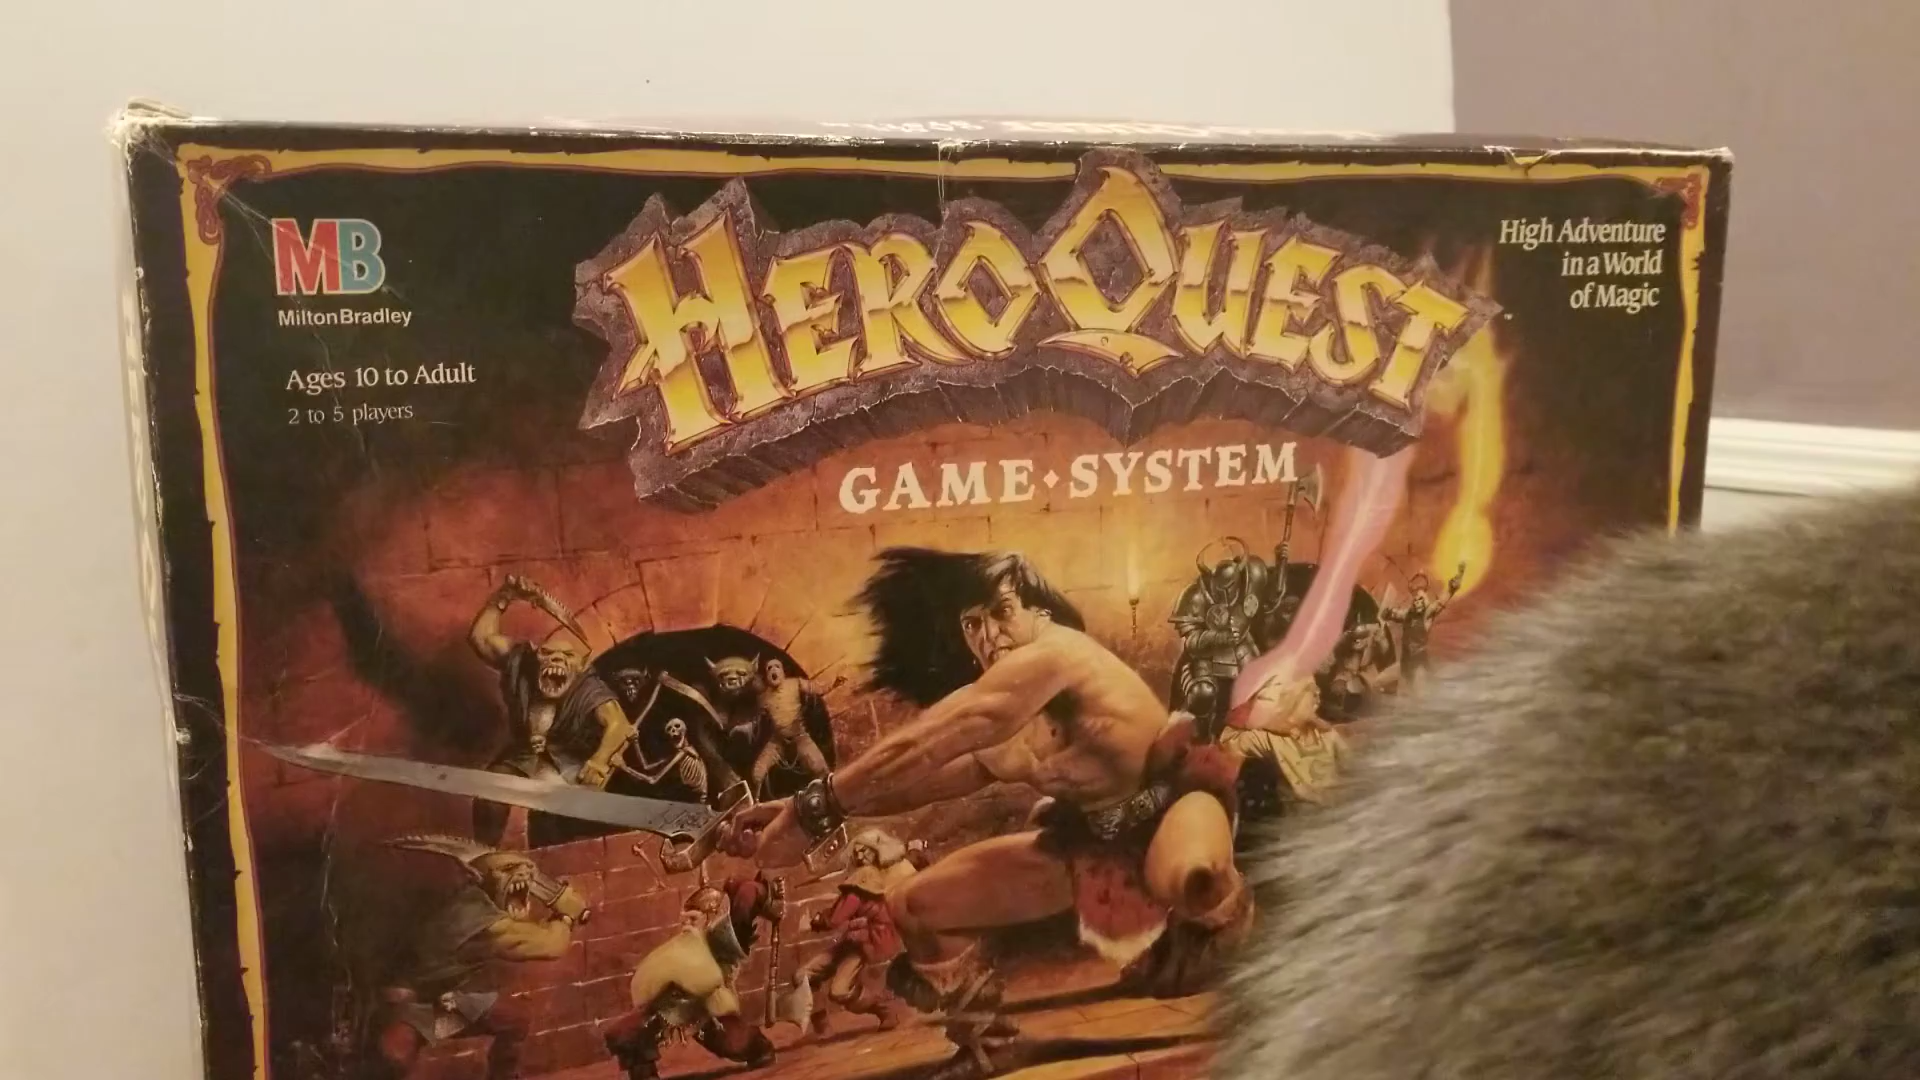 MB
MiltonBradley
Ages 10 to Adult
2 to 5 players
HEROQUEST
GAME·SYSTEM
High Adventure
in a World
of Magic